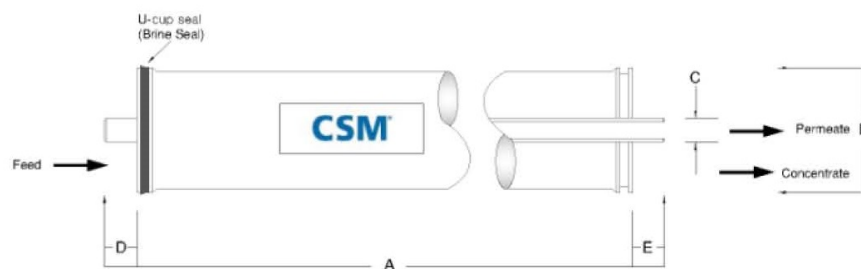 U-cup seal
(Brine Seal)
C
CSM
Permeate
Feed
Concentrate
D
E
A